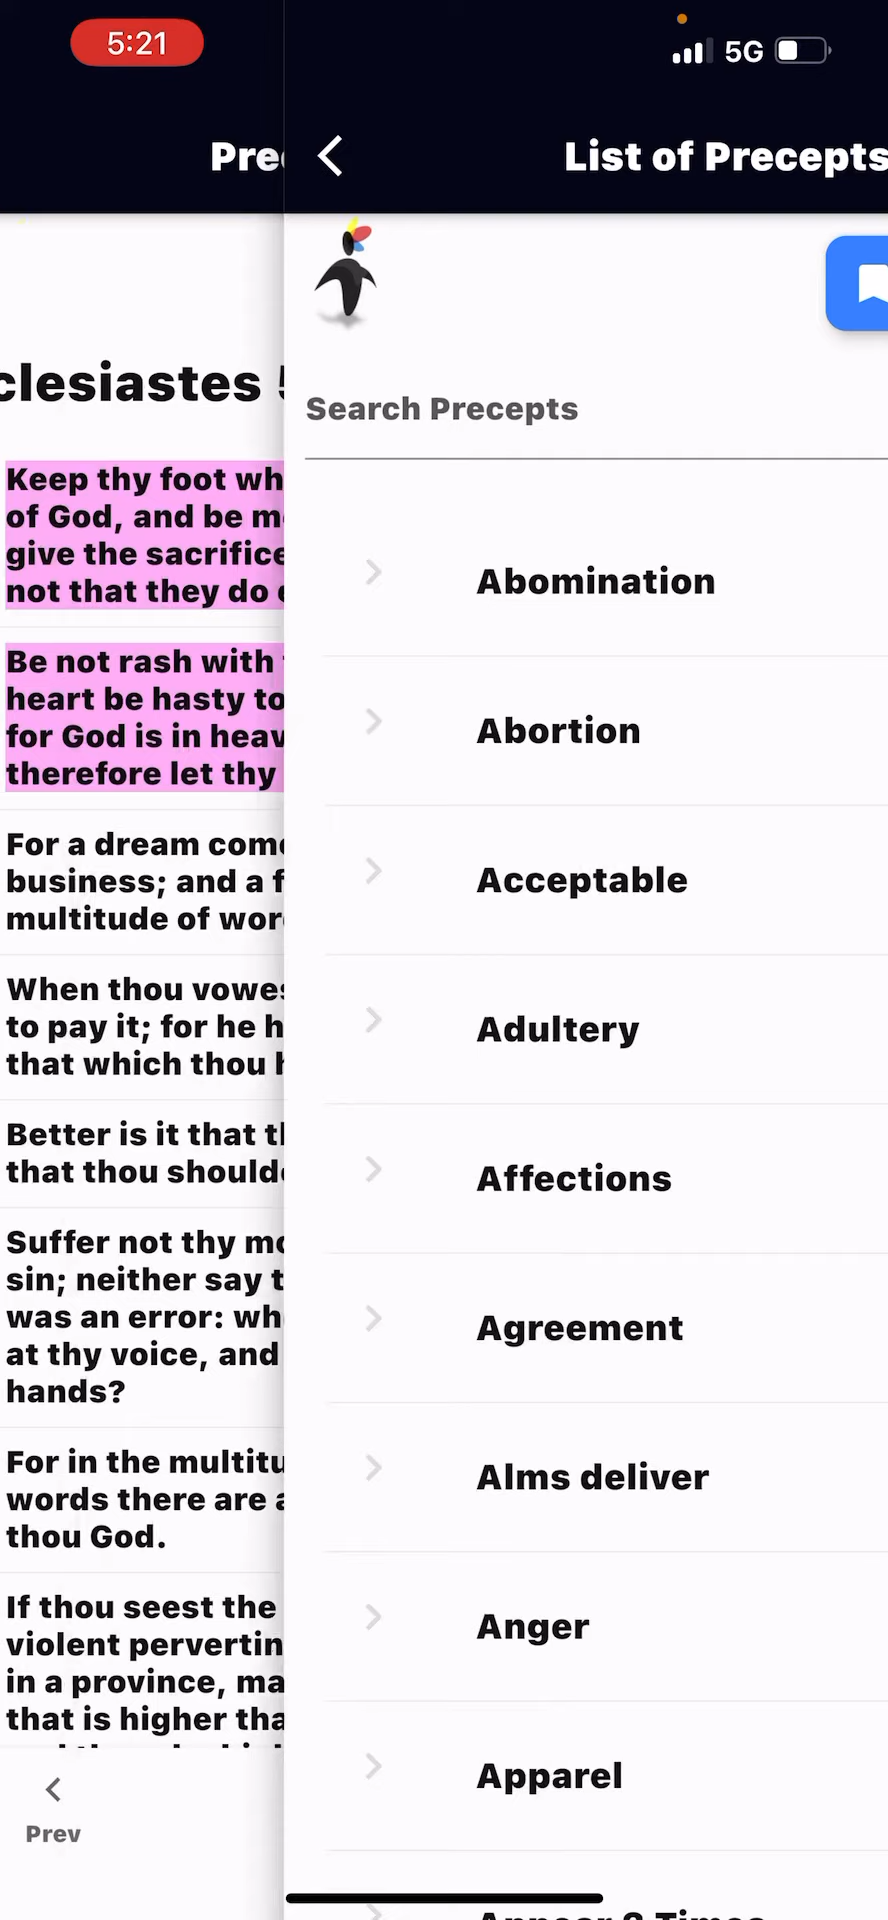 5:21
5G
Pre
List of Precepts
clesiastes
Keep thy foot wh
of God, and be m
give the sacrifice
not that they do
Be not rash with
heart be hasty to
for God is in heav
therefore let thy
For a dream com
business; and a f
multitude of wor
When thou vowes
to pay it; for he h
that which thou h
Better is it that th
that thou should
Suffer not thy mo
sin; neither say t
was an error: wh
at thy voice, and
hands?
For in the multitu
words there are a
thou God.
If thou seest the
violent pervertin
in a province, ma
that is higher tha
Prev
Search Precepts
Abomination
Abortion
Acceptable
Adultery
Affections
Agreement
Alms deliver
Anger
Apparel